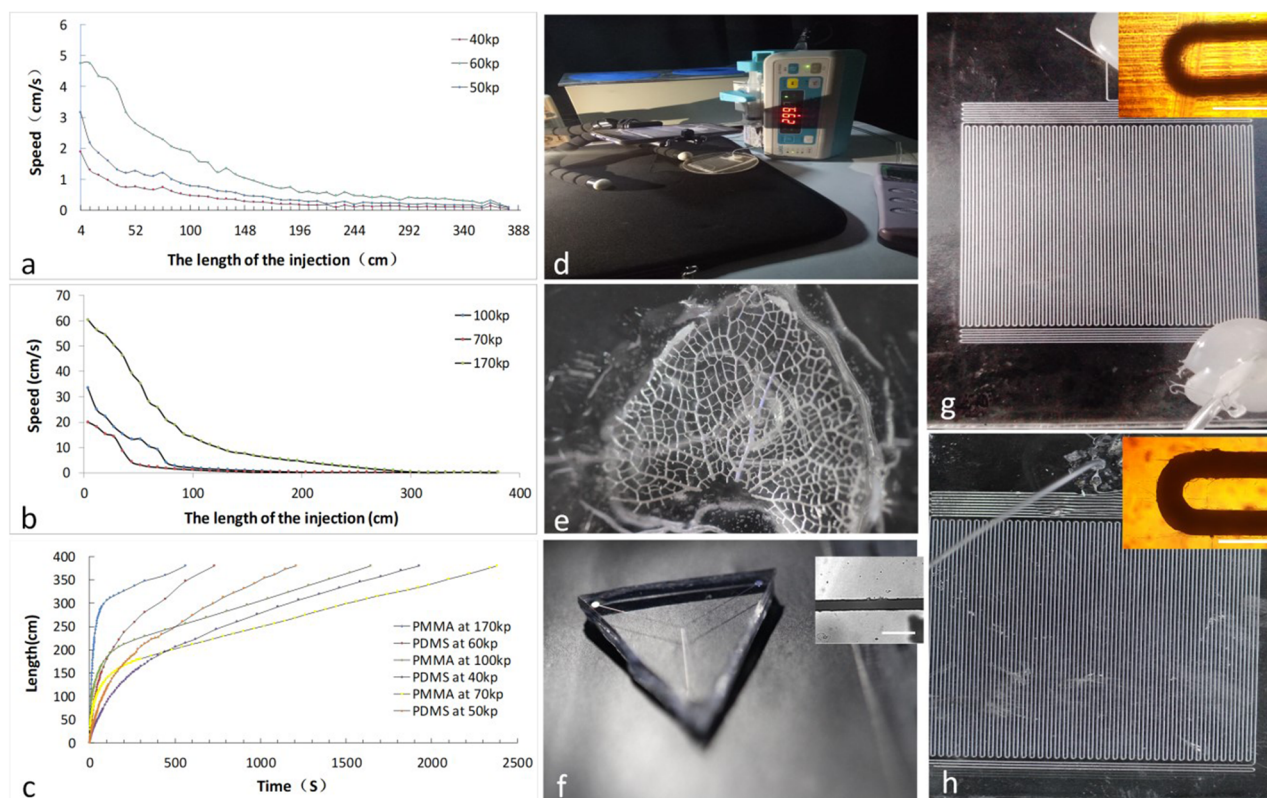 6
5
4
3
2
1
0
Speed（cm/s）
40kp
60kp
50kp
4 52 100 148 196 244 292 340 388
The length of the injection（cm）
a
70
60
50
40
30
20
10
0
Speed (cm/s)
100kp
70kp
170kp
0 100 200 300 400
The length of the injection (cm)
b
400
350
300
250
200
150
100
50
0
Length(cm)
PMMA at 170kp
PDMS at 60kp
PMMA at 100kp
PDMS at 40kp
PMMA at 70kp
PDMS at 50kp
0 500 1000 1500 2000 2500
Time（S）
c
d
e
f
g
h